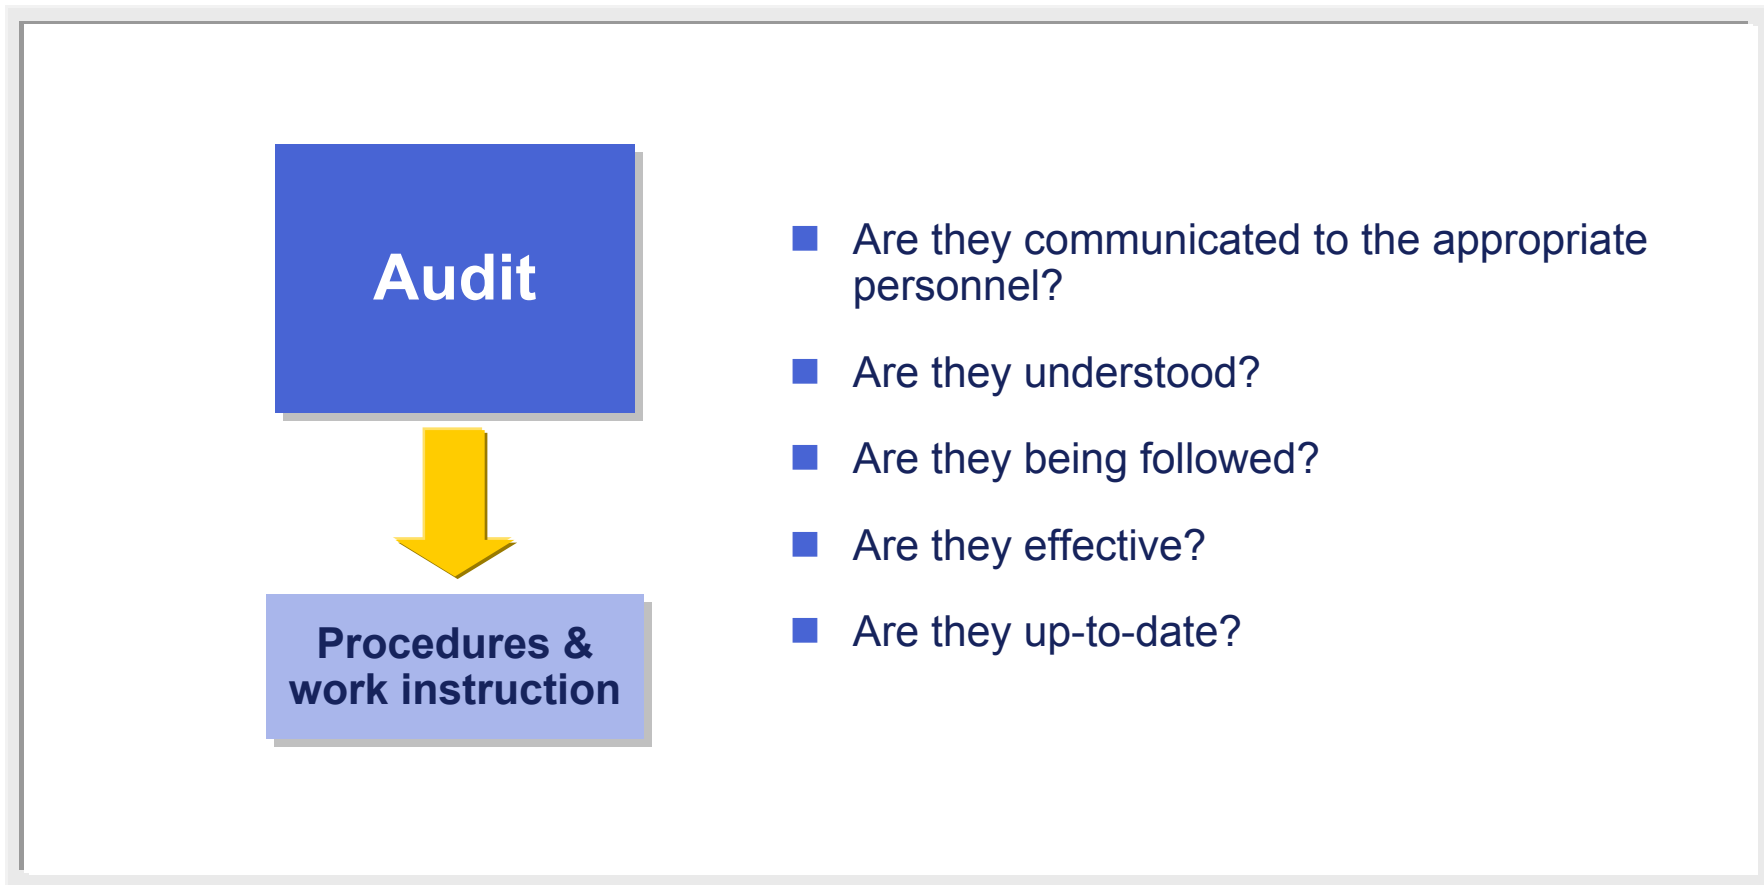 Audit
Procedures &
work instruction
Are they communicated to the appropriate
personnel?
Are they understood?
Are they being followed?
Are they effective?
Are they up-to-date?